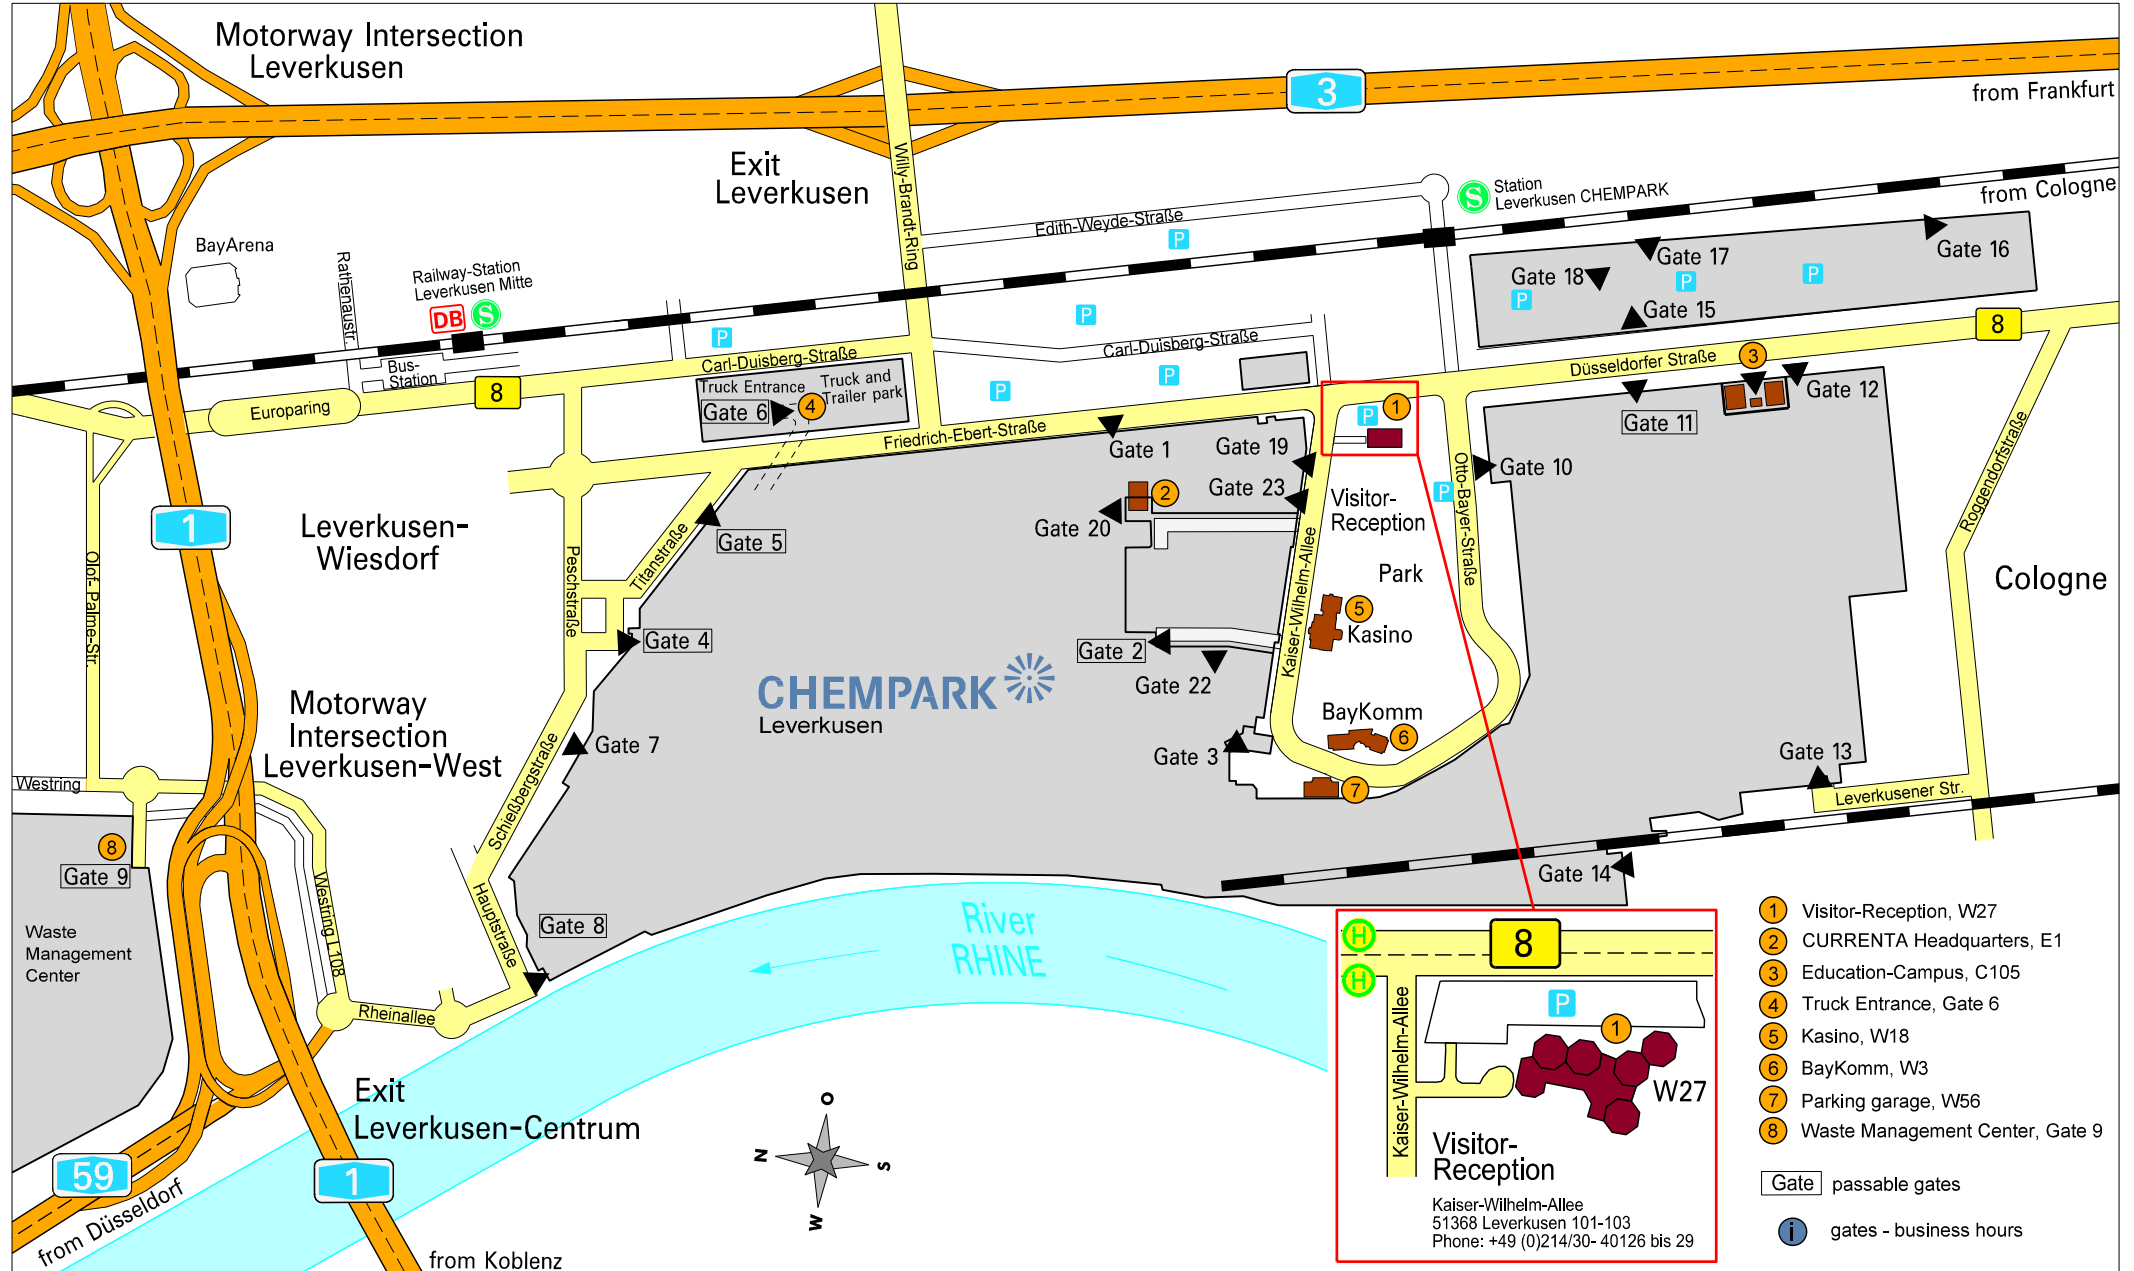 Motorway Intersection
Leverkusen
3
from Frankfurt
Exit
Leverkusen
Willy-Brandt-Ring
Station
Leverkusen CHEMPARK
S
from Cologne
Edith-Weyde-Straße
P
BayArena
Rathenaustr.
Railway-Station
Leverkusen Mitte
DB
S
Gate 16
Gate 17
Gate 18
P
P
P
Gate 15
8
P
P
Carl-Duisberg-Straße
Carl-Duisberg-Straße
Düsseldorfer Straße
3
Bus-
Station
8
Europaring
Truck Entrance
Truck and
Trailer park
Gate 6
4
P
P
P
1
Gate 12
Gate 11
Friedrich-Ebert-Straße
Gate 1
Gate 19
Gate 10
Gate 23
2
Gate 20
P
Visitor-
Reception
Otto-Bayer-Straße
Roggendorfstraße
1
Leverkusen-
Wiesdorf
Gate 5
Titanstraße
Peschstraße
Olof-Palme-Str.
Park
Cologne
Kaiser-Wilhelm-Allee
5
Kasino
Gate 4
Gate 2
Gate 22
CHEMPARK
Leverkusen
Motorway
Intersection
Leverkusen-West
BayKomm
6
Gate 7
Gate 3
Gate 13
7
Leverkusener Str.
Westring
Schießbergstraße
8
Gate 9
Gate 14
Westring L108
Hauptstraße
Gate 8
Waste
Management
Center
River
RHINE
Rheinallee
Exit
Leverkusen-Centrum
59
1
from Düsseldorf
from Koblenz
O
N
S
W
H
H
8
Kaiser-Wilhelm-Allee
P
1
W27
Visitor-
Reception
Kaiser-Wilhelm-Allee
51368 Leverkusen 101-103
Phone: +49 (0)214/30- 40126 bis 29
1 Visitor-Reception, W27
2 CURRENTA Headquarters, E1
3 Education-Campus, C105
4 Truck Entrance, Gate 6
5 Kasino, W18
6 BayKomm, W3
7 Parking garage, W56
8 Waste Management Center, Gate 9
Gate passable gates
i gates - business hours